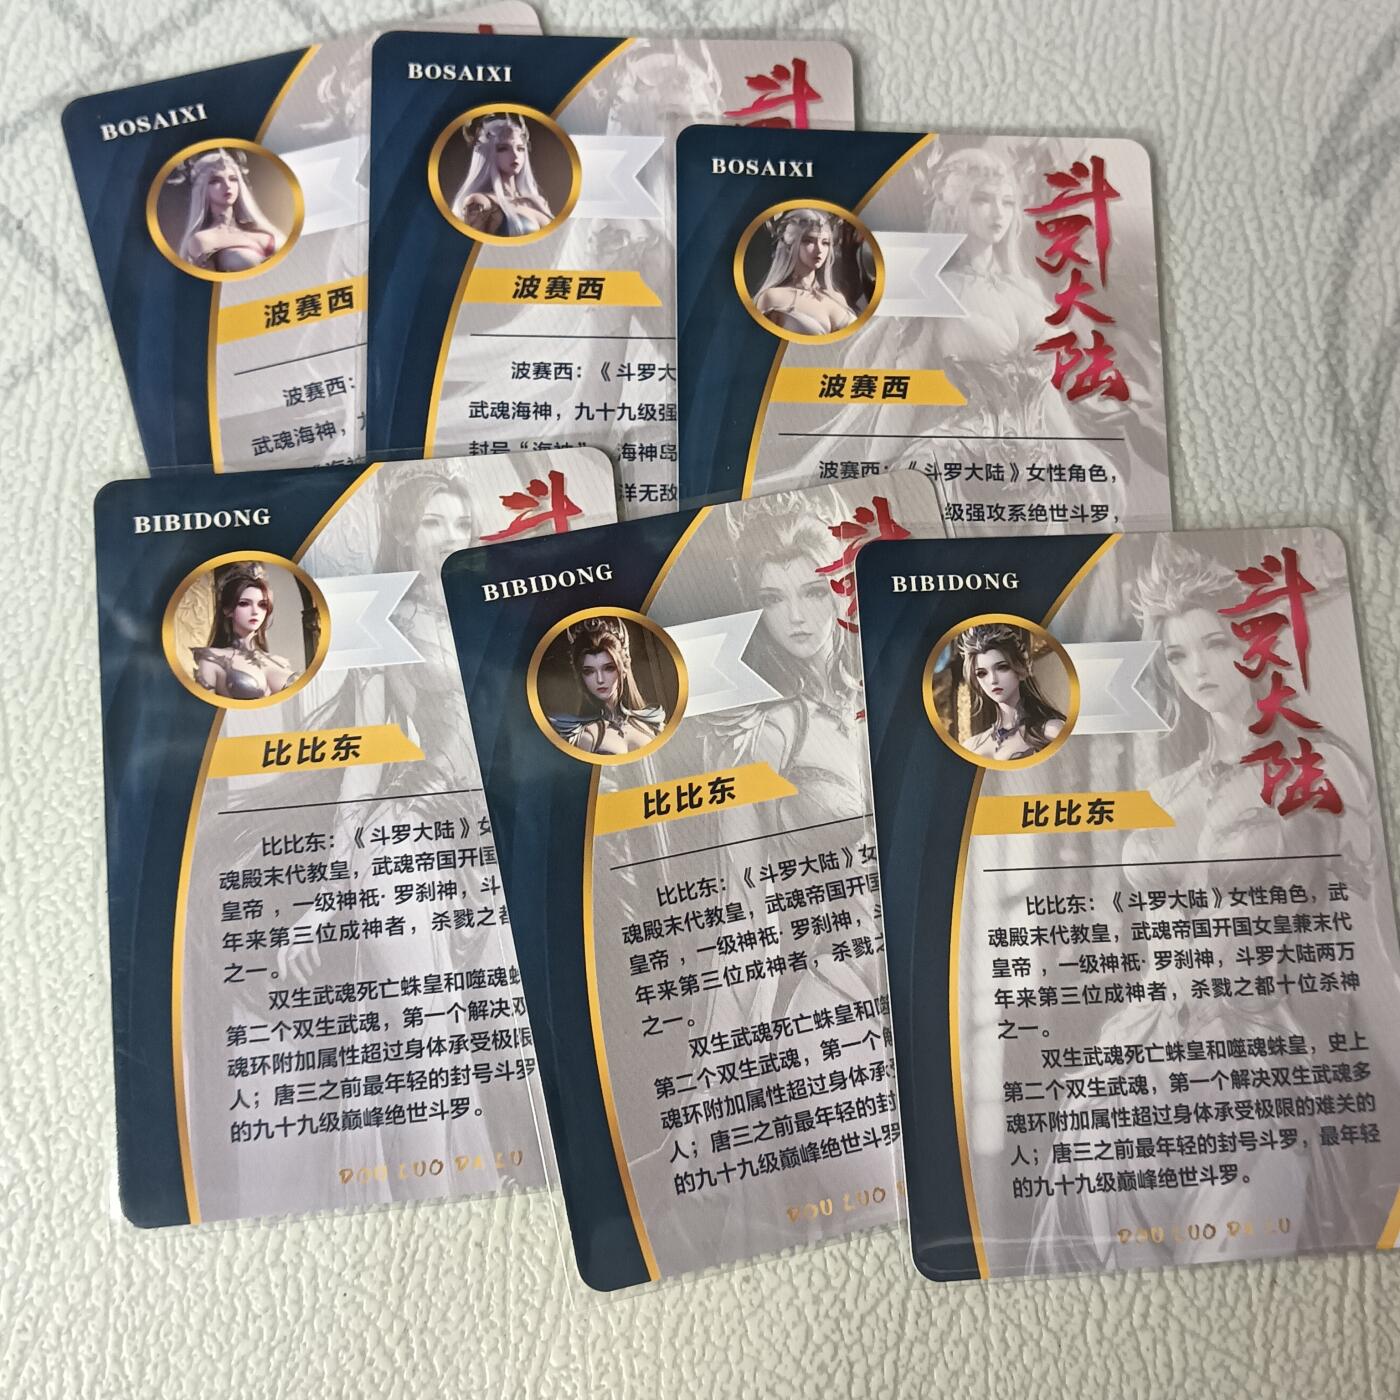 BOSAIXI
波赛西
波赛西：
武魂海神，
BOSAIXI
斗
波赛西
波赛西：《斗罗大
武魂海神，九十九级强
封号“海神” 海神岛
洋无敌
BOSAIXI
斗罗大陆
波赛西
波赛西：《斗罗大陆》女性角色，
级强攻系绝世斗罗，
BIBIDONG
斗
比比东
比比东：《斗罗大陆》女
魂殿末代教皇，武魂帝国开国
皇帝 ，一级神祇· 罗刹神，斗
年来第三位成神者，杀戮之都
之一。
双生武魂死亡蛛皇和噬魂蛛
第二个双生武魂，第一个解决双
魂环附加属性超过身体承受极限
人；唐三之前最年轻的封号斗罗
的九十九级巅峰绝世斗罗。
DOU LUO DA LU
BIBIDONG
斗罗
比比东
比比东：《斗罗大陆》女
魂殿末代教皇，武魂帝国开国
皇帝 ，一级神祇· 罗刹神，
年来第三位成神者，杀戮之
之一。
双生武魂死亡蛛皇和噬
第二个双生武魂，第一个解
魂环附加属性超过身体承
人；唐三之前最年轻的封
的九十九级巅峰绝世斗罗
DOU LUO
BIBIDONG
斗罗大陆
比比东
比比东：《斗罗大陆》女性角色，武
魂殿末代教皇，武魂帝国开国女皇兼末代
皇帝 ，一级神祇· 罗刹神，斗罗大陆两万
年来第三位成神者，杀戮之都十位杀神
之一。
双生武魂死亡蛛皇和噬魂蛛皇，史上
第二个双生武魂，第一个解决双生武魂多
魂环附加属性超过身体承受极限的难关的
人；唐三之前最年轻的封号斗罗，最年轻
的九十九级巅峰绝世斗罗。
DOU LUO DA LU